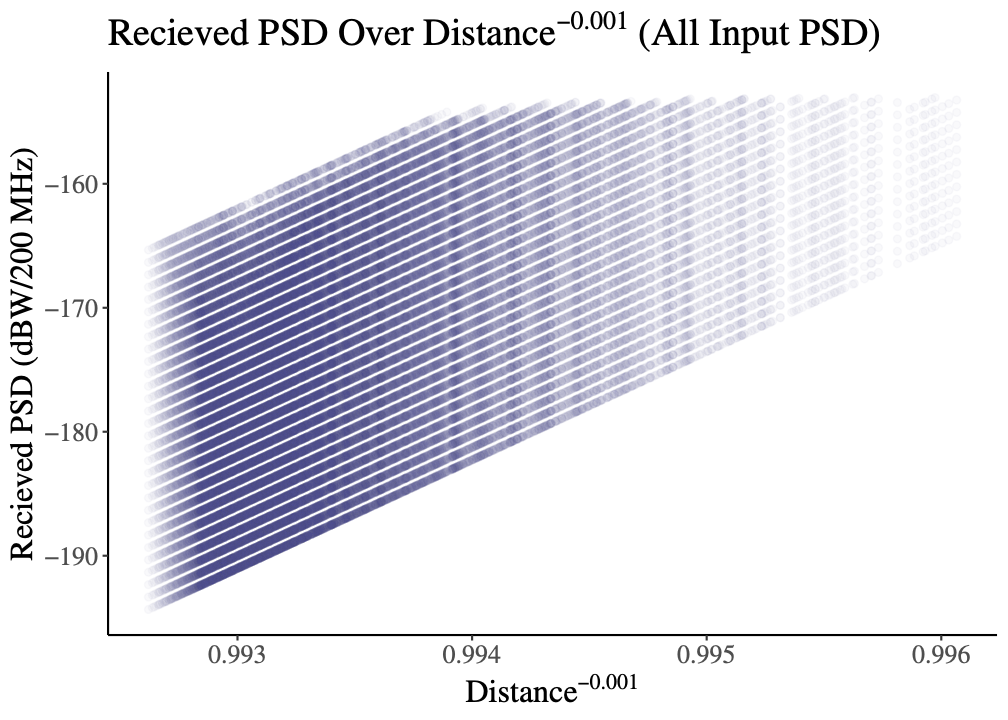 Recieved PSD Over Distance⁻⁰·⁰⁰¹ (All Input PSD)
Recieved PSD (dBW/200 MHz)
−160
−170
−180
−190
0.993 0.994 0.995 0.996
Distance⁻⁰·⁰⁰¹